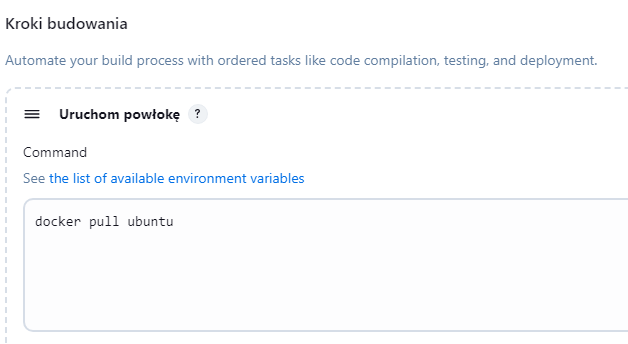 Kroki budowania
Automate your build process with ordered tasks like code compilation, testing, and deployment.
Uruchom powłokę ?
Command
See the list of available environment variables
docker pull ubuntu